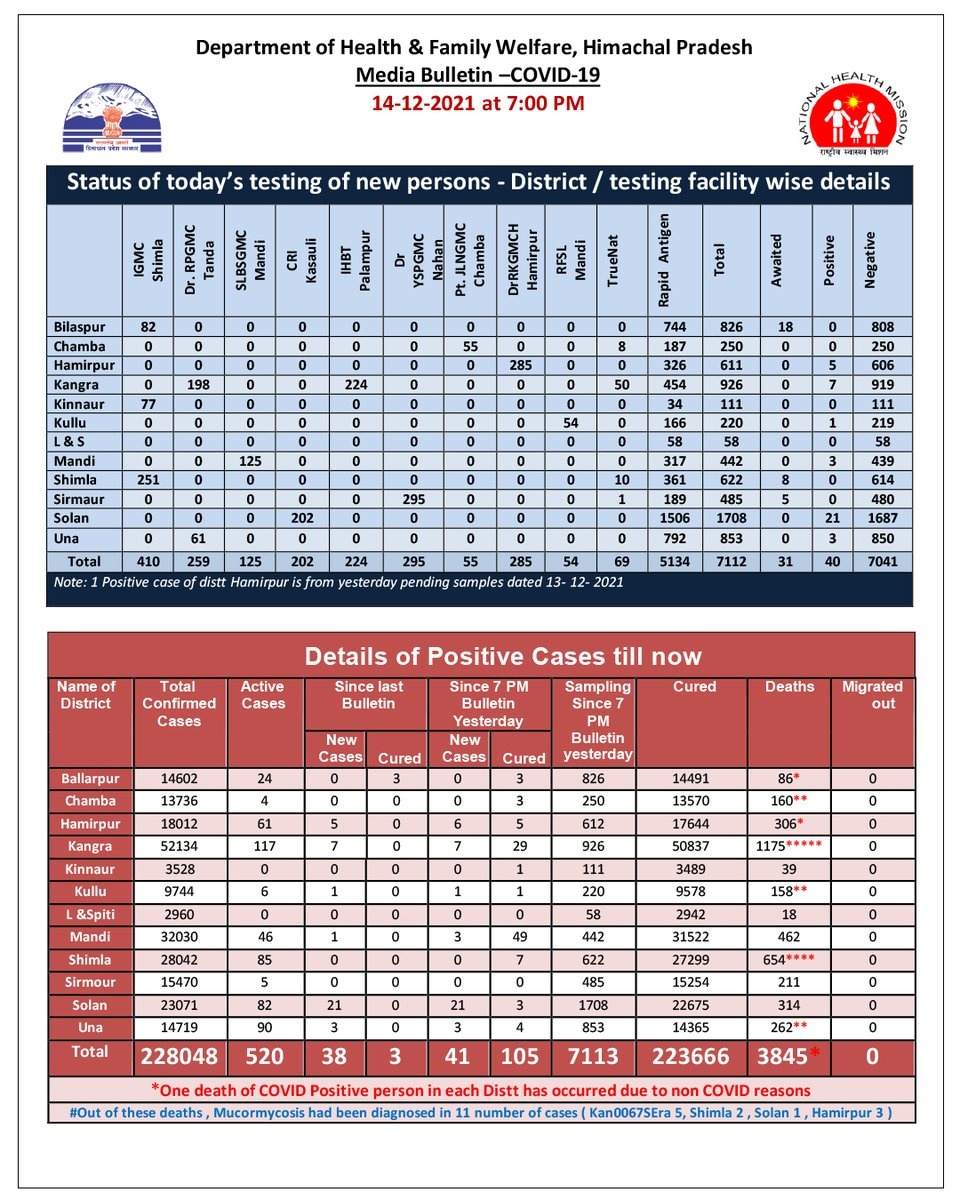 Department of Health & Family Welfare, Himachal Pradesh
Media Bulletin –COVID-19
14-12-2021 at 7:00 PM
NATIONAL HEALTH MISSION
राष्ट्रीय स्वास्थ्य मिशन
हिमाचल प्रदेश सरकार
Status of today’s testing of new persons - District / testing facility wise details
IGMC Shimla Dr. RPGMC Tanda SLBSGMC Mandi CRI Kasauli IHBT Palampur Dr YSPGMC Nahan Pt. JLNGMC Chamba DrRKGMCH Hamirpur RFSL Mandi TrueNat Rapid Antigen Total Awaited Positive Negative
Bilaspur 82 0 0 0 0 0 0 0 0 0 744 826 18 0 808
Chamba 0 0 0 0 0 0 55 0 0 8 187 250 0 0 250
Hamirpur 0 0 0 0 0 0 0 285 0 0 326 611 0 5 606
Kangra 0 198 0 0 224 0 0 0 0 50 454 926 0 7 919
Kinnaur 77 0 0 0 0 0 0 0 0 0 34 111 0 0 111
Kullu 0 0 0 0 0 0 0 0 54 0 166 220 0 1 219
L & S 0 0 0 0 0 0 0 0 0 0 58 58 0 0 58
Mandi 0 0 125 0 0 0 0 0 0 0 317 442 0 3 439
Shimla 251 0 0 0 0 0 0 0 0 10 361 622 8 0 614
Sirmaur 0 0 0 0 0 295 0 0 0 1 189 485 5 0 480
Solan 0 0 0 202 0 0 0 0 0 0 1506 1708 0 21 1687
Una 0 61 0 0 0 0 0 0 0 0 792 853 0 3 850
Total 410 259 125 202 224 295 55 285 54 69 5134 7112 31 40 7041
Note: 1 Positive case of distt Hamirpur is from yesterday pending samples dated 13- 12- 2021
Details of Positive Cases till now
Name of District Total Confirmed Cases Active Cases Since last Bulletin Since 7 PM Bulletin Yesterday Sampling Since 7 PM Bulletin yesterday Cured Deaths Migrated out
New Cases Cured New Cases Cured
Ballarpur 14602 24 0 3 0 3 826 14491 86* 0
Chamba 13736 4 0 0 0 3 250 13570 160** 0
Hamirpur 18012 61 5 0 6 5 612 17644 306* 0
Kangra 52134 117 7 0 7 29 926 50837 1175***** 0
Kinnaur 3528 0 0 0 0 1 111 3489 39 0
Kullu 9744 6 1 0 1 1 220 9578 158** 0
L &Spiti 2960 0 0 0 0 0 58 2942 18 0
Mandi 32030 46 1 0 3 49 442 31522 462 0
Shimla 28042 85 0 0 0 7 622 27299 654**** 0
Sirmour 15470 5 0 0 0 0 485 15254 211 0
Solan 23071 82 21 0 21 3 1708 22675 314 0
Una 14719 90 3 0 3 4 853 14365 262** 0
Total 228048 520 38 3 41 105 7113 223666 3845* 0
*One death of COVID Positive person in each Distt has occurred due to non COVID reasons
#Out of these deaths , Mucormycosis had been diagnosed in 11 number of cases ( Kan0067SEra 5, Shimla 2 , Solan 1 , Hamirpur 3 )